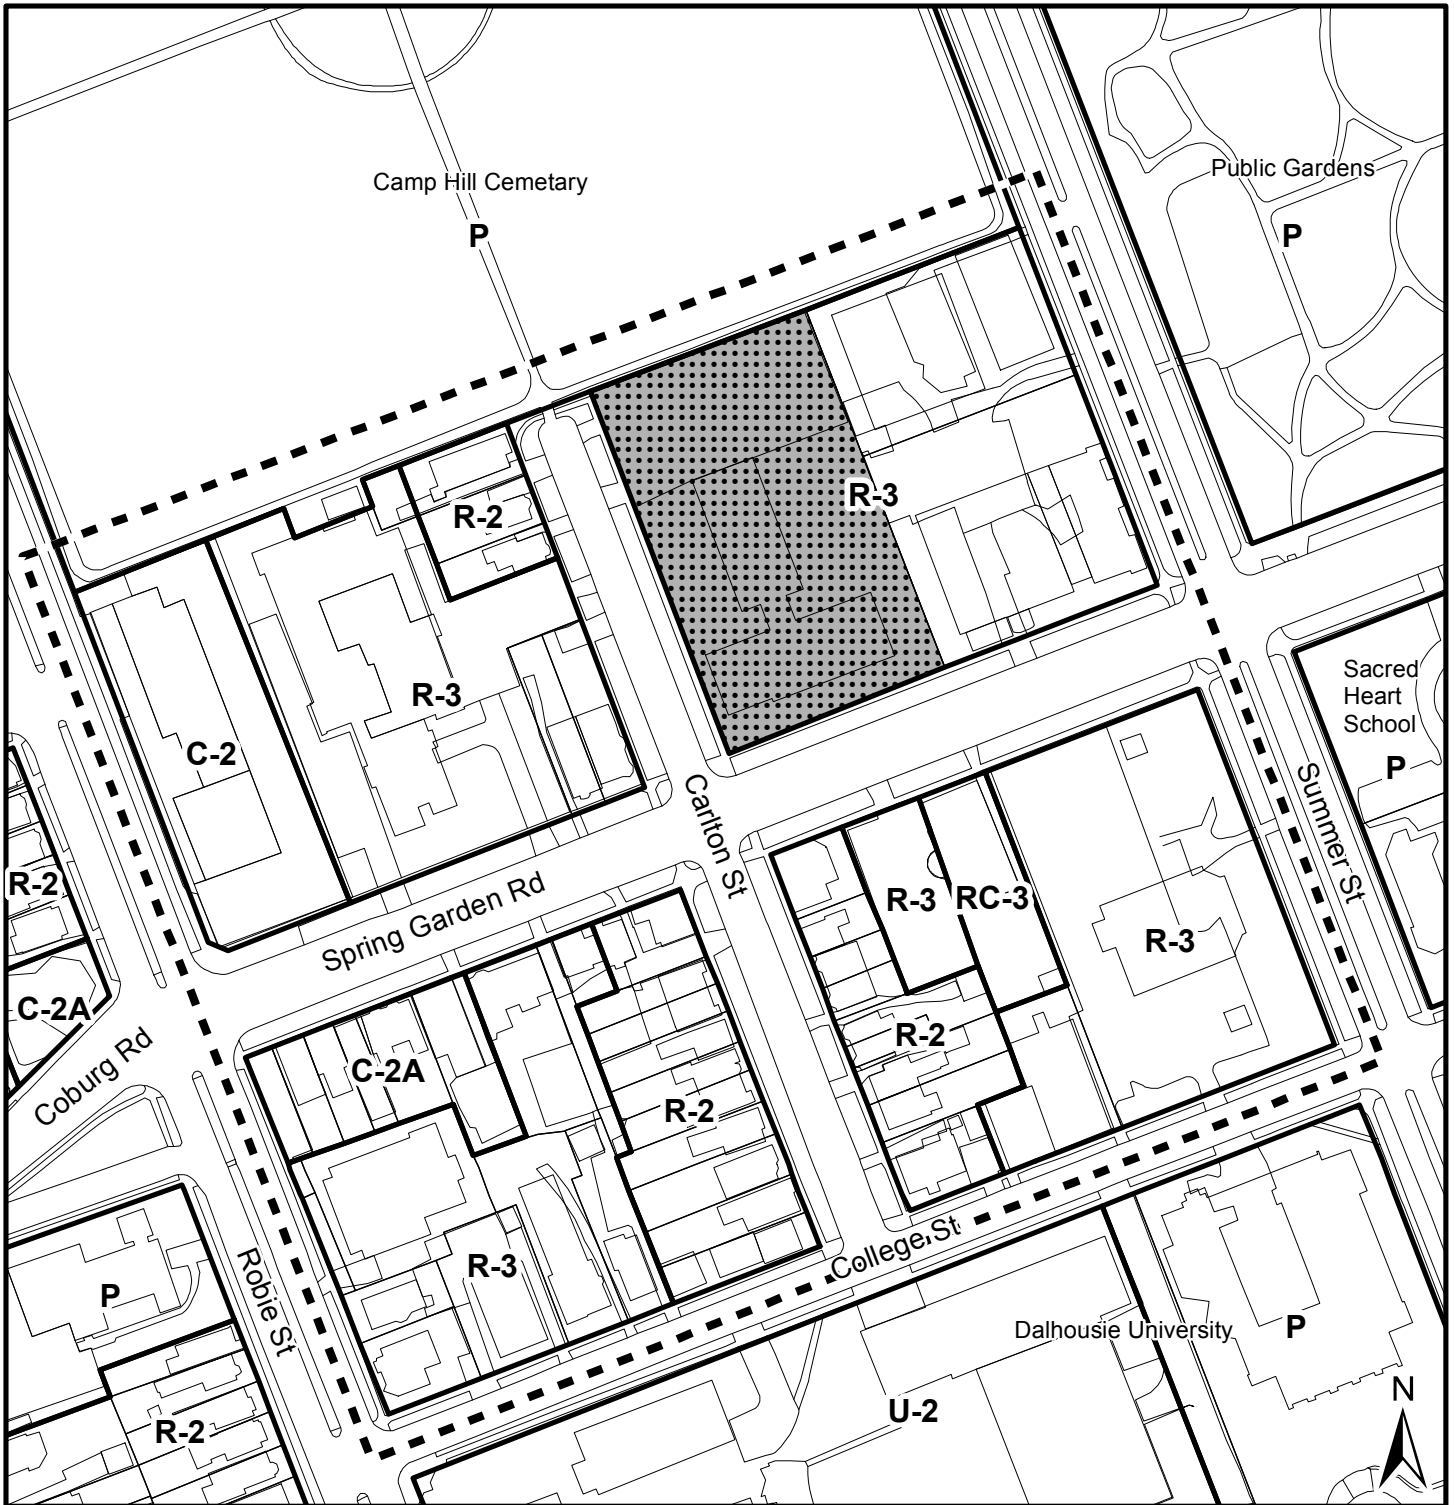 Camp Hill Cemetary
P
Public Gardens
P
R-3
R-2
Sacred
Heart
School
P
R-3
C-2
Carlton St
Summer St
R-2
Spring Garden Rd
R-3
RC-3
R-3
C-2A
R-2
Coburg Rd
C-2A
R-2
College St
R-3
Robie St
P
Dalhousie University
P
N
U-2
R-2